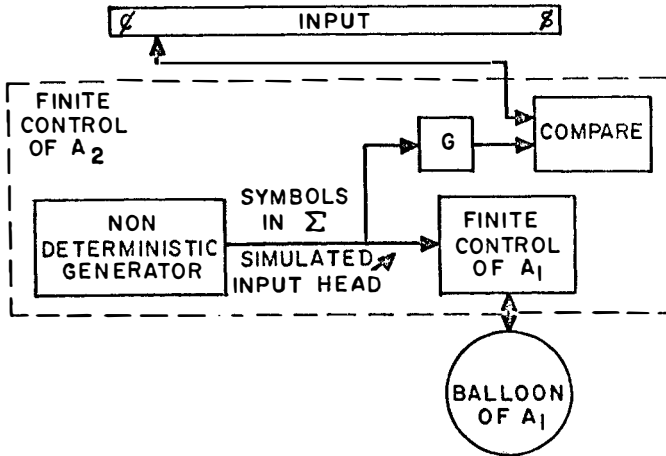 ¢ INPUT $
FINITE
CONTROL
OF A2
G
COMPARE
NON
DETERMINISTIC
GENERATOR
SYMBOLS
IN Σ
SIMULATED
INPUT HEAD
FINITE
CONTROL
OF A1
BALLOON
OF A1